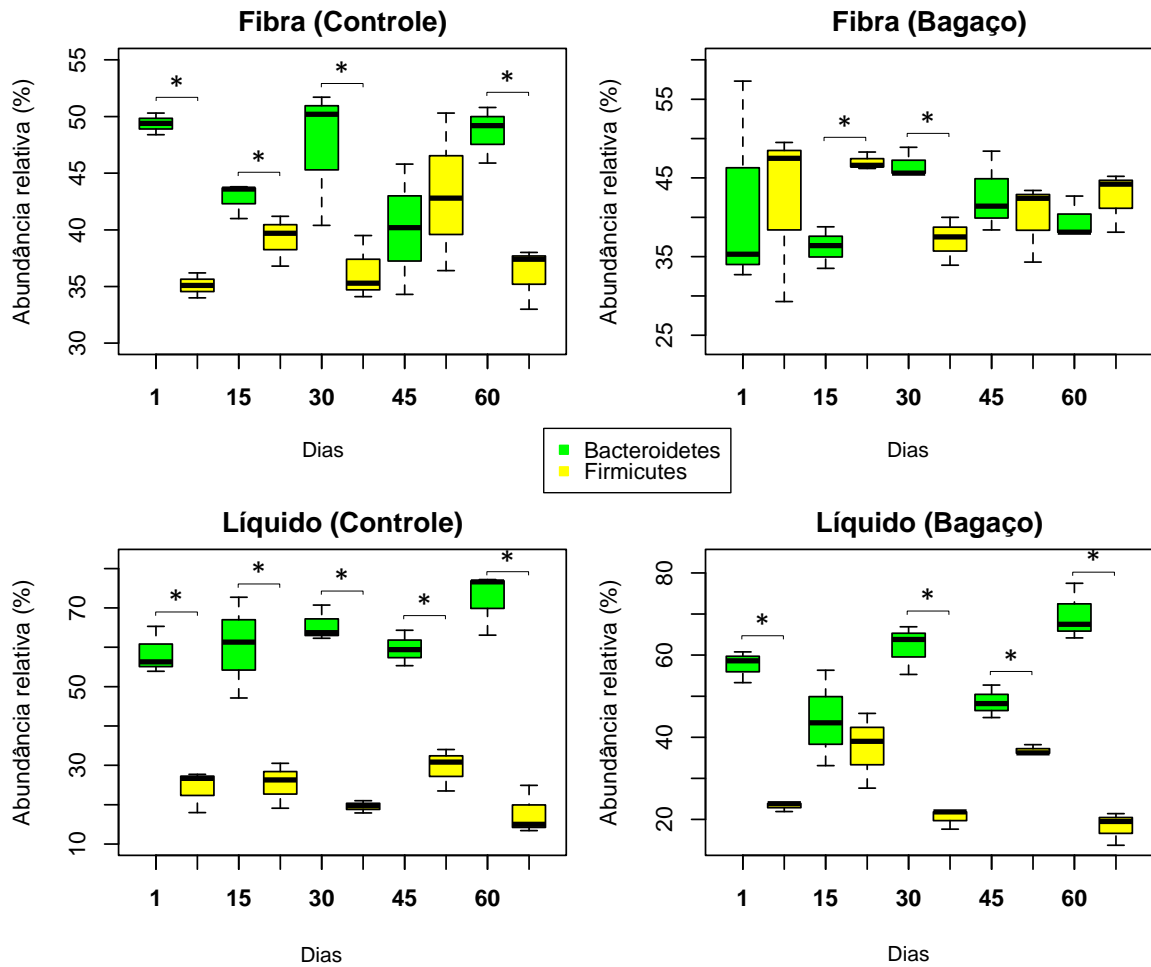 Fibra (Controle)
Abundância relativa (%)
55
50
45
40
35
30
*
*
*
*
1 15 30 45 60
Dias
Fibra (Bagaço)
Abundância relativa (%)
55
45
35
25
*
*
1 15 30 45 60
Dias
Bacteroidetes
Firmicutes
Líquido (Controle)
Abundância relativa (%)
70
50
30
10
*
*
*
*
*
1 15 30 45 60
Dias
Líquido (Bagaço)
Abundância relativa (%)
80
60
40
20
*
*
*
*
1 15 30 45 60
Dias